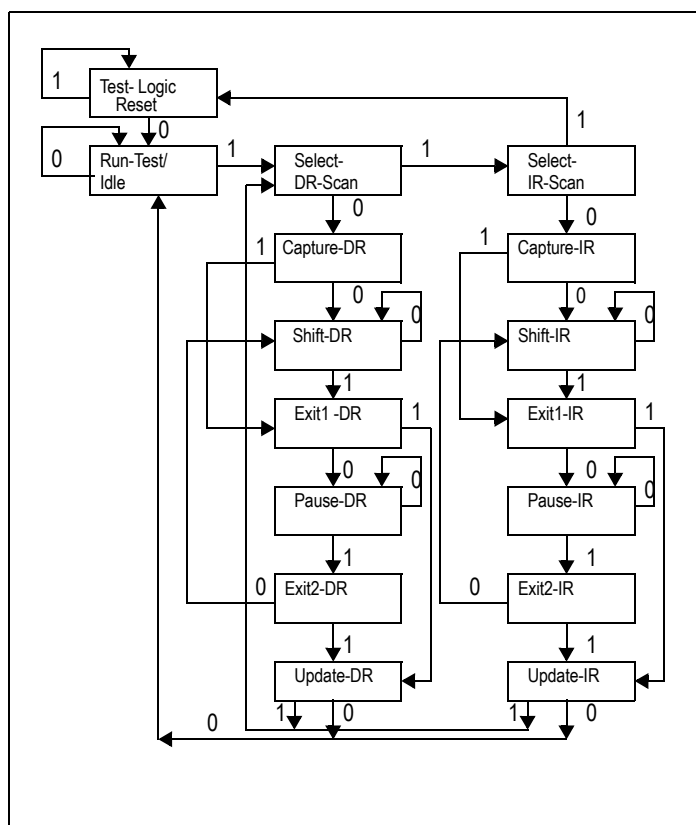 1
Test- Logic
Reset
0
1
0
Run-Test/
Idle
1
Select-
DR-Scan
1
Select-
IR-Scan
0
0
1
Capture-DR
1
Capture-IR
0
0
Shift-DR
0
Shift-IR
0
1
1
Exit1 -DR
1
Exit1-IR
1
0
0
Pause-DR
0
Pause-IR
0
1
1
0
Exit2-DR
0
Exit2-IR
1
1
Update-DR
Update-IR
1
0
1
0
0